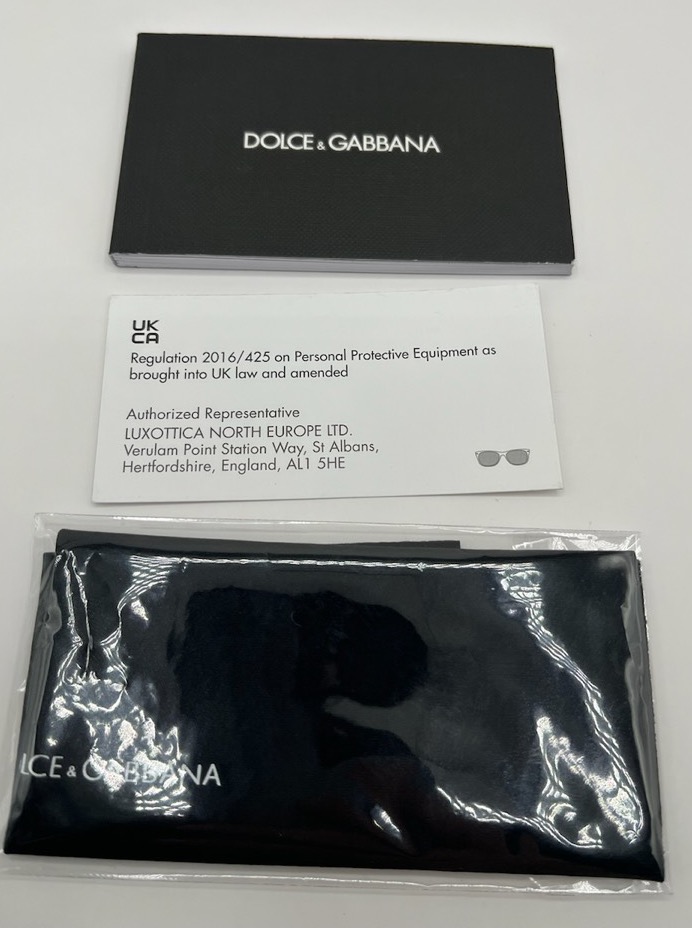 DOLCE & GABBANA
UK
CA
Regulation 2016/425 on Personal Protective Equipment as
brought into UK law and amended
Authorized Representative
LUXOTTICA NORTH EUROPE LTD.
Verulam Point Station Way, St Albans,
Hertfordshire, England, AL1 5HE
LCE & GABBANA